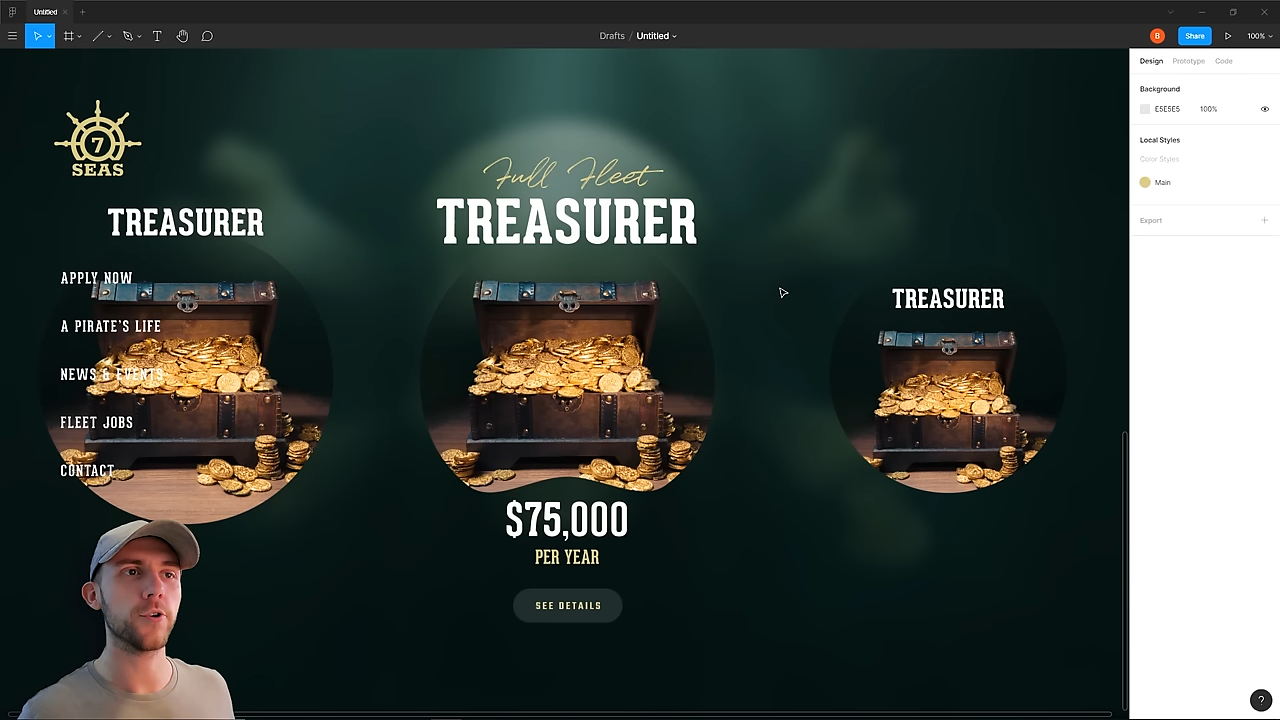 Untitled
Drafts / Untitled
B
Share
100%
Design Prototype Code
Background
E5E5E5 100%
Local Styles
Color Styles
Main
Export
?
7
SEAS
TREASURER
APPLY NOW
A PIRATE'S LIFE
NEWS & EVENTS
FLEET JOBS
CONTACT
Full Fleet
TREASURER
$75,000
PER YEAR
SEE DETAILS
TREASURER